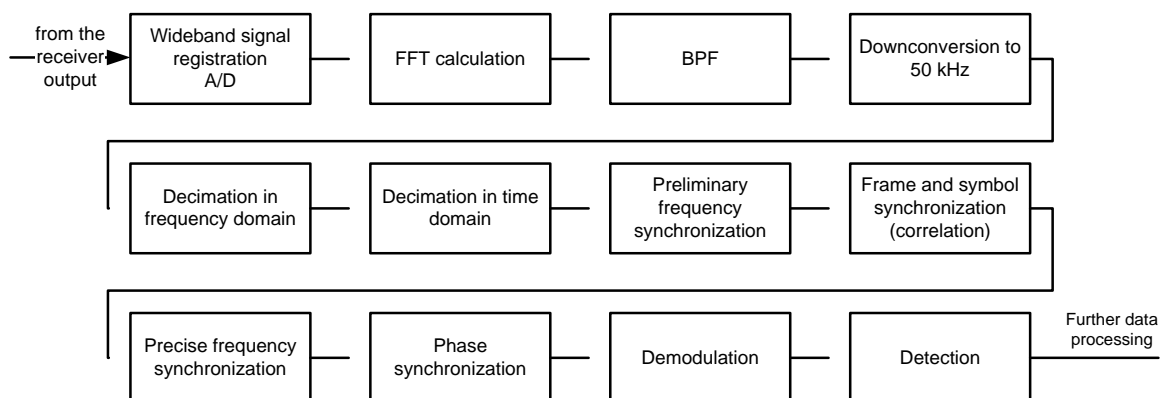 from the
receiver
output
Wideband signal
registration
A/D
FFT calculation
BPF
Downconversion to
50 kHz
Decimation in
frequency domain
Decimation in time
domain
Preliminary
frequency
synchronization
Frame and symbol
synchronization
(correlation)
Precise frequency
synchronization
Phase
synchronization
Demodulation
Detection
Further data
processing